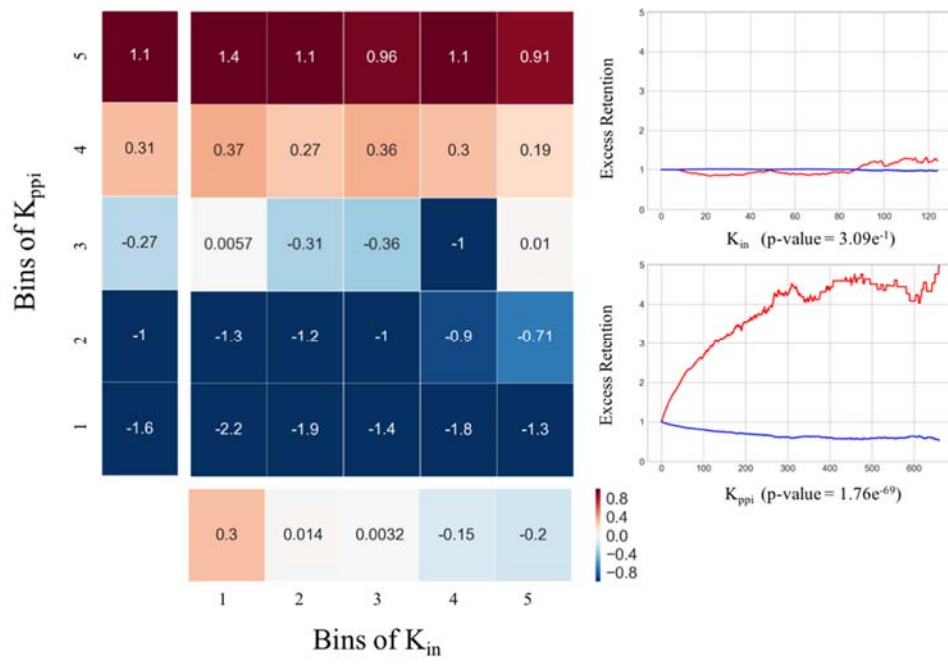 5 1.1 1.4 1.1 0.96 1.1 0.91
4 0.31 0.37 0.27 0.36 0.3 0.19
3 -0.27 0.0057 -0.31 -0.36 -1 0.01
2 -1 -1.3 -1.2 -1 -0.9 -0.71
1 -1.6 -2.2 -1.9 -1.4 -1.8 -1.3
Bins of Kppi
0.3 0.014 0.0032 -0.15 -0.2
1 2 3 4 5
Bins of Kin
0.8
0.4
0.0
−0.4
−0.8
Excess Retention
5
4
3
2
1
0
0 20 40 60 80 100 120
Kin (p-value = 3.09e-1)
Excess Retention
5
4
3
2
1
0
0 100 200 300 400 500 600
Kppi (p-value = 1.76e-69)